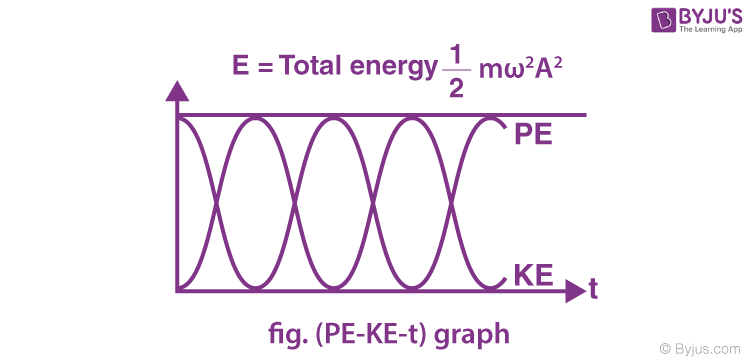 BYJU'S
The Learning App
E = Total energy 1/2 mω²A²
PE
KE
t
fig. (PE-KE-t) graph
© Byjus.com